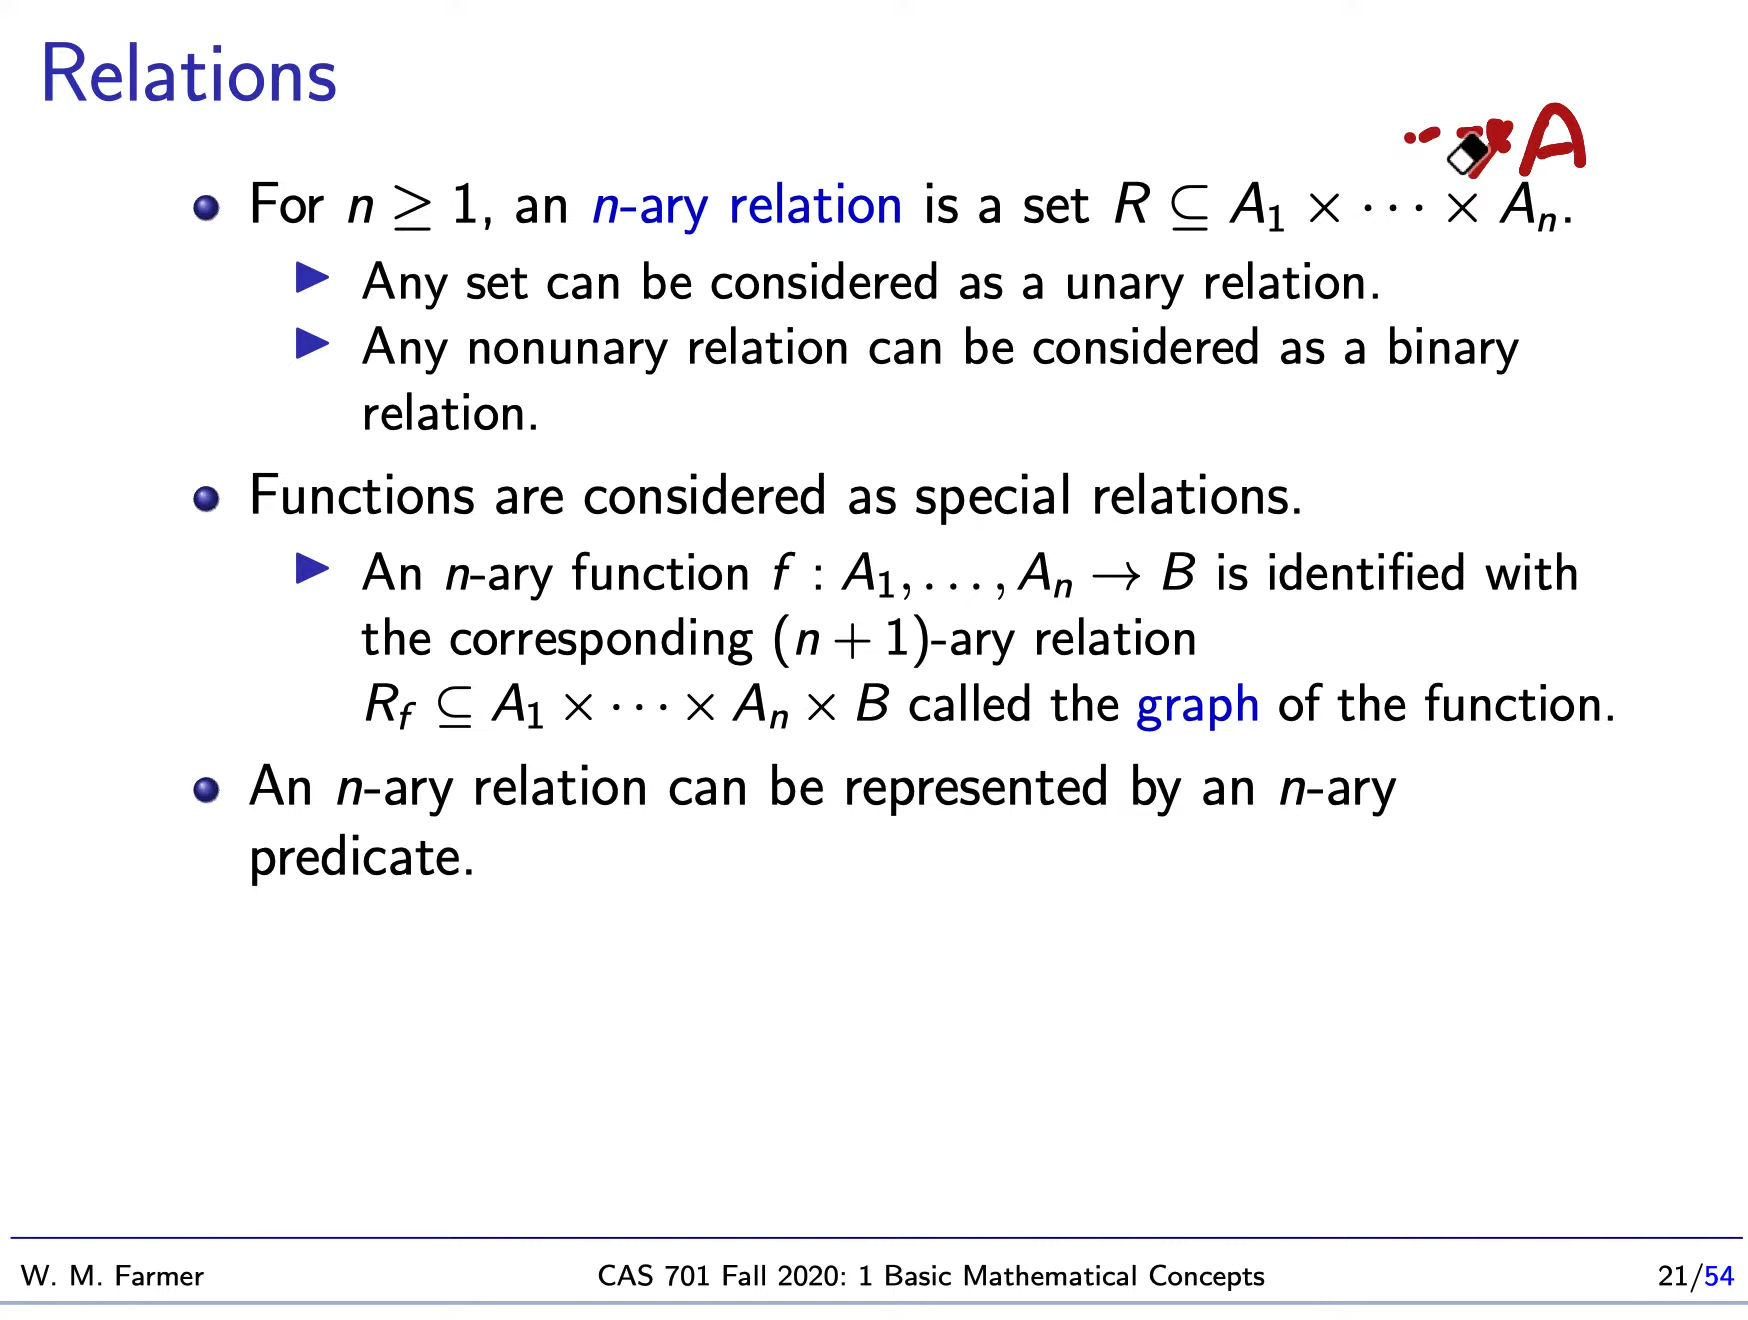 Relations
A
For n ≥ 1, an n-ary relation is a set R ⊆ A₁ × ··· × Aₙ.
Any set can be considered as a unary relation.
Any nonunary relation can be considered as a binary
relation.
Functions are considered as special relations.
An n-ary function f : A₁, . . . , Aₙ → B is identified with
the corresponding (n + 1)-ary relation
R_f ⊆ A₁ × ··· × Aₙ × B called the graph of the function.
An n-ary relation can be represented by an n-ary
predicate.
W. M. Farmer
CAS 701 Fall 2020: 1 Basic Mathematical Concepts
21/54